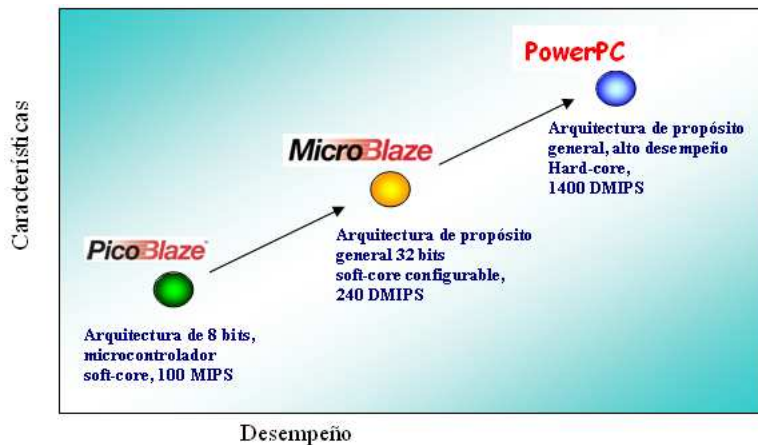 Características
PowerPC
Arquitectura de propósito
general, alto desempeño
Hard-core,
1400 DMIPS
MicroBlaze
Arquitectura de propósito
general 32 bits
soft-core configurable,
240 DMIPS
PicoBlaze
Arquitectura de 8 bits,
microcontrolador
soft-core, 100 MIPS
Desempeño